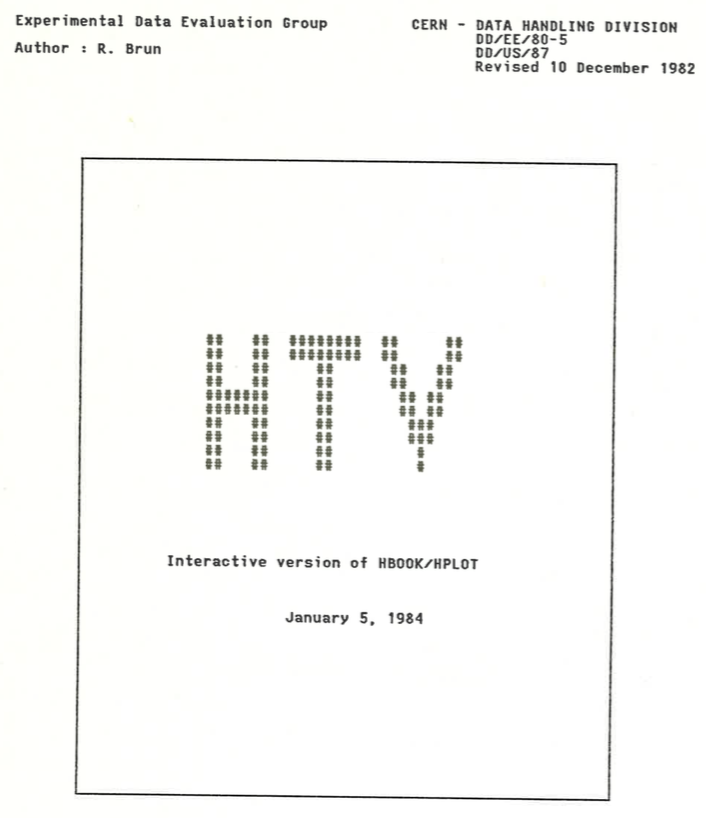 Experimental Data Evaluation Group
Author : R. Brun
CERN - DATA HANDLING DIVISION
DD/EE/80-5
DD/US/87
Revised 10 December 1982
HTY
Interactive version of HBOOK/HPLOT
January 5, 1984